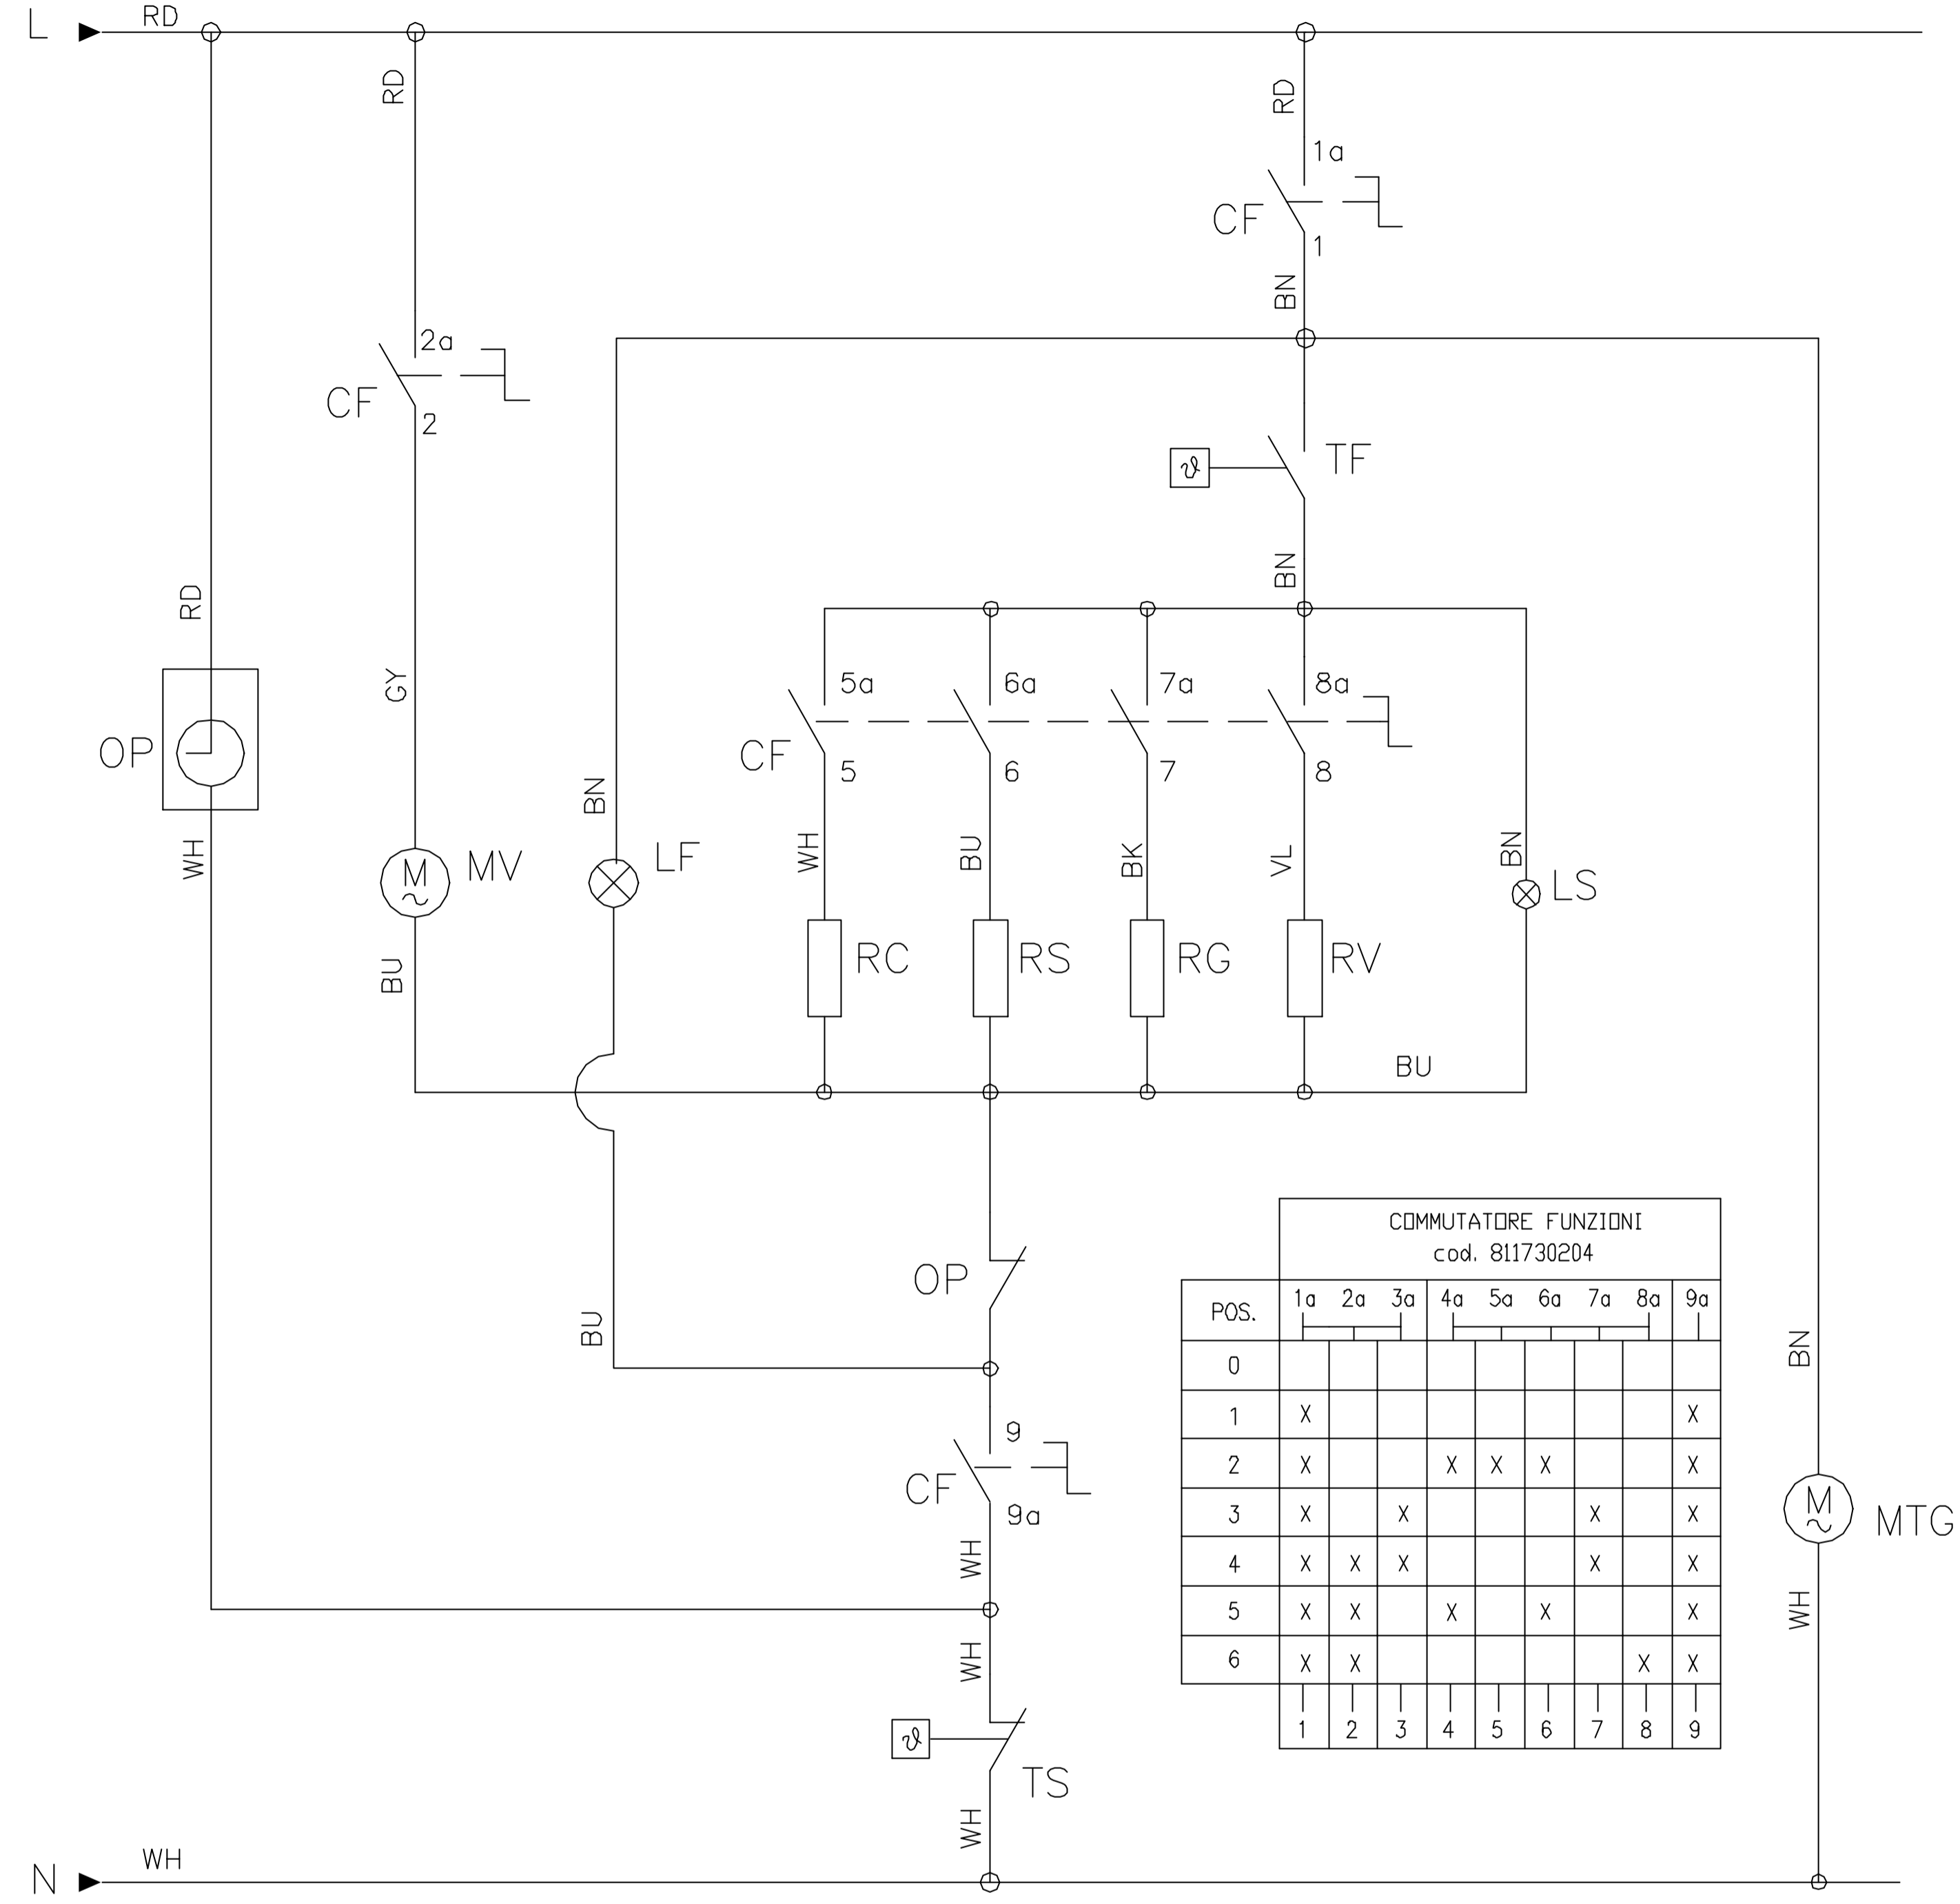 L
RD
RD
RD
1a
CF
1
BN
2a
CF
2
TF
ϑ
BN
RD
GY
5a
6a
7a
8a
OP
CF
5
6
7
8
BN
WH
MV
M
LF
WH
BU
BK
VL
BN
LS
RC
RS
RG
RV
BU
BU
OP
BU
COMMUTATORE FUNZIONI
cod. 811730204
POS. 1a 2a 3a 4a 5a 6a 7a 8a 9a
0
1 X X
2 X X X X X
3 X X X X
4 X X X X X
5 X X X X X
6 X X X X
1 2 3 4 5 6 7 8 9
BN
9
CF
9a
M
MTG
WH
WH
WH
ϑ
TS
WH
WH
N